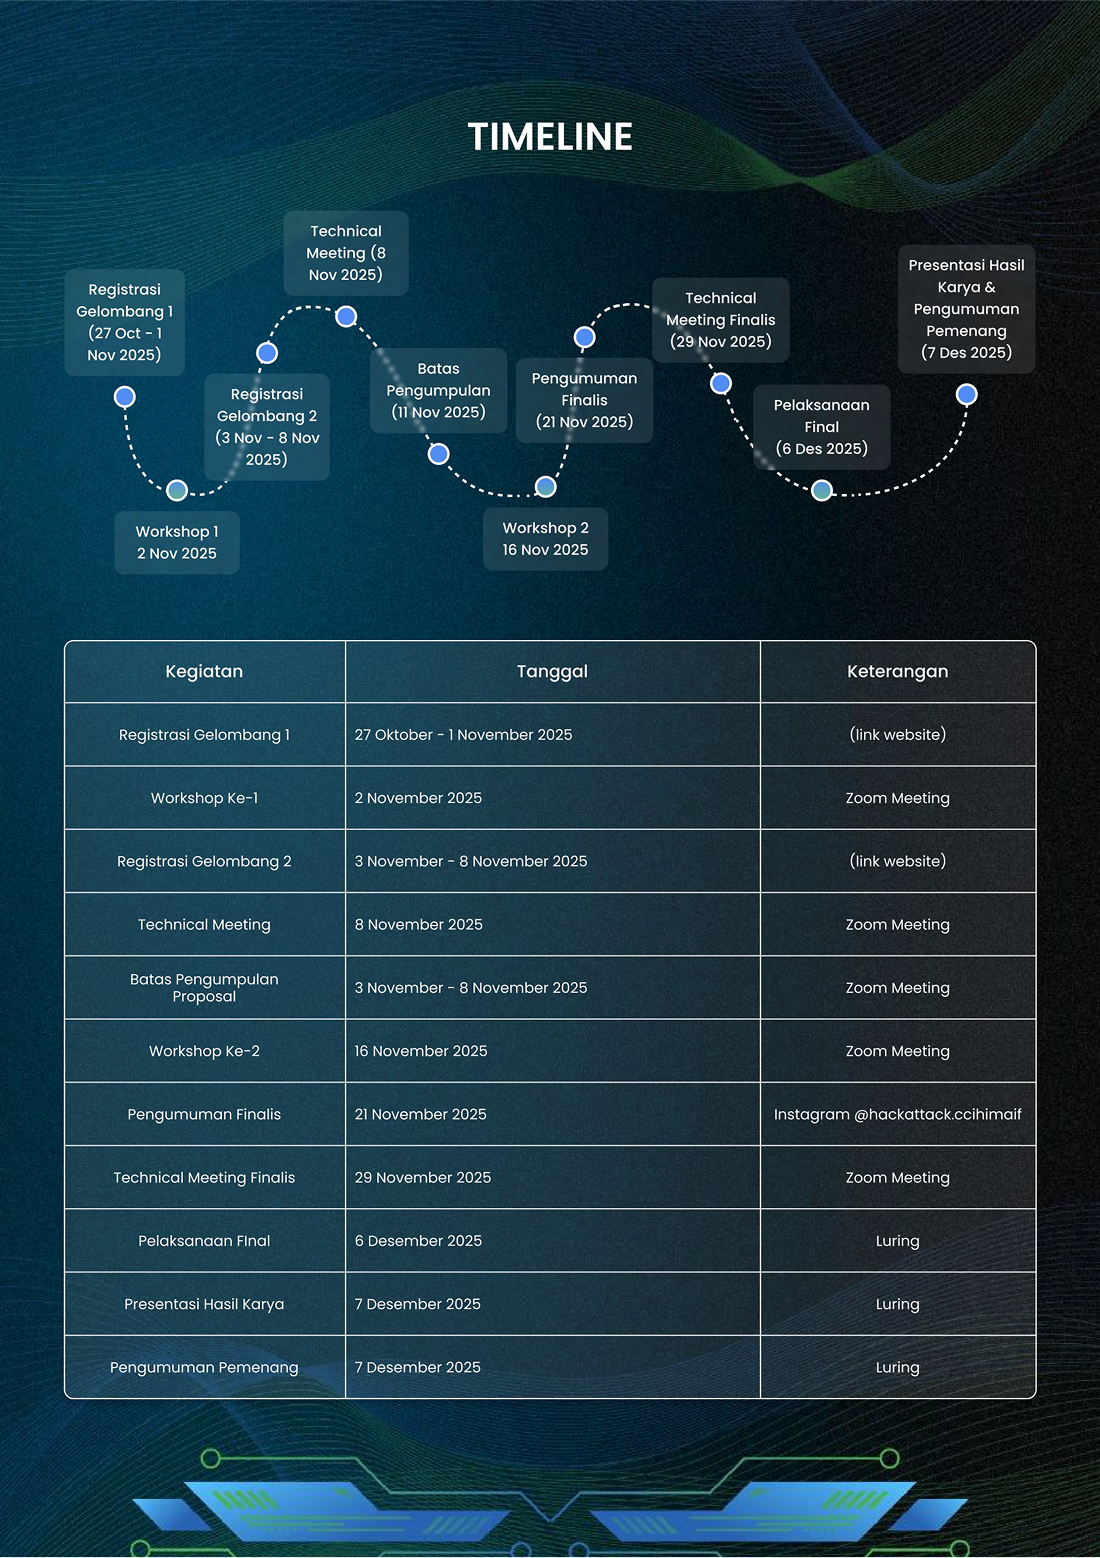 TIMELINE
Registrasi
Gelombang 1
(27 Oct - 1
Nov 2025)
Workshop 1
2 Nov 2025
Registrasi
Gelombang 2
(3 Nov - 8 Nov
2025)
Technical
Meeting (8
Nov 2025)
Batas
Pengumpulan
(11 Nov 2025)
Workshop 2
16 Nov 2025
Pengumuman
Finalis
(21 Nov 2025)
Technical
Meeting Finalis
(29 Nov 2025)
Pelaksanaan
Final
(6 Des 2025)
Presentasi Hasil
Karya &
Pengumuman
Pemenang
(7 Des 2025)
Kegiatan Tanggal Keterangan
Registrasi Gelombang 1 27 Oktober - 1 November 2025 (link website)
Workshop Ke-1 2 November 2025 Zoom Meeting
Registrasi Gelombang 2 3 November - 8 November 2025 (link website)
Technical Meeting 8 November 2025 Zoom Meeting
Batas Pengumpulan
Proposal 3 November - 8 November 2025 Zoom Meeting
Workshop Ke-2 16 November 2025 Zoom Meeting
Pengumuman Finalis 21 November 2025 Instagram @hackattack.ccihimaif
Technical Meeting Finalis 29 November 2025 Zoom Meeting
Pelaksanaan FInal 6 Desember 2025 Luring
Presentasi Hasil Karya 7 Desember 2025 Luring
Pengumuman Pemenang 7 Desember 2025 Luring